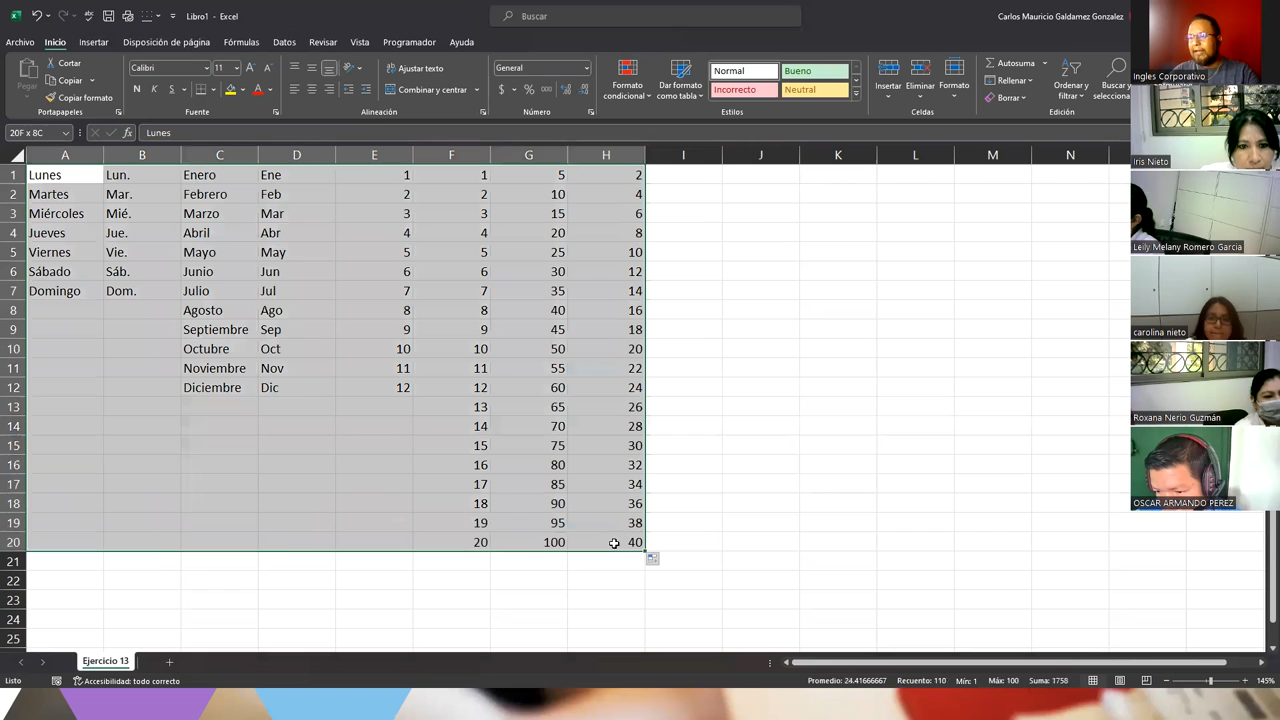 Libro1 - Excel
Buscar
Carlos Mauricio Galdamez Gonzalez
Archivo Inicio Insertar Disposición de página Fórmulas Datos Revisar Vista Programador Ayuda
Pegar
Cortar
Copiar
Copiar formato
Portapapeles
Calibri 11
N K S
Fuente
Ajustar texto
Combinar y centrar
Alineación
General
Número
Formato condicional
Dar formato como tabla
Normal Bueno
Incorrecto Neutral
Estilos
Insertar Eliminar Formato
Celdas
Autosuma
Rellenar
Borrar
Ordenar y filtrar
Buscar y selecciona
Edición
20F x 8C fx Lunes
A B C D E F G H I J K L M N
1 Lunes Lun. Enero Ene 1 1 5 2
2 Martes Mar. Febrero Feb 2 2 10 4
3 Miércoles Mié. Marzo Mar 3 3 15 6
4 Jueves Jue. Abril Abr 4 4 20 8
5 Viernes Vie. Mayo May 5 5 25 10
6 Sábado Sáb. Junio Jun 6 6 30 12
7 Domingo Dom. Julio Jul 7 7 35 14
8 Agosto Ago 8 8 40 16
9 Septiembre Sep 9 9 45 18
10 Octubre Oct 10 10 50 20
11 Noviembre Nov 11 11 55 22
12 Diciembre Dic 12 12 60 24
13 13 65 26
14 14 70 28
15 15 75 30
16 16 80 32
17 17 85 34
18 18 90 36
19 19 95 38
20 20 100 40
21
22
23
24
25
Ejercicio 13
Listo
Accesibilidad: todo correcto
Promedio: 24.41666667 Recuento: 110 Mín: 1 Máx: 100 Suma: 1758
145%
Ingles Corporativo
Iris Nieto
Leily Melany Romero Garcia
carolina nieto
Roxana Nerio Guzmán
OSCAR ARMANDO PEREZ